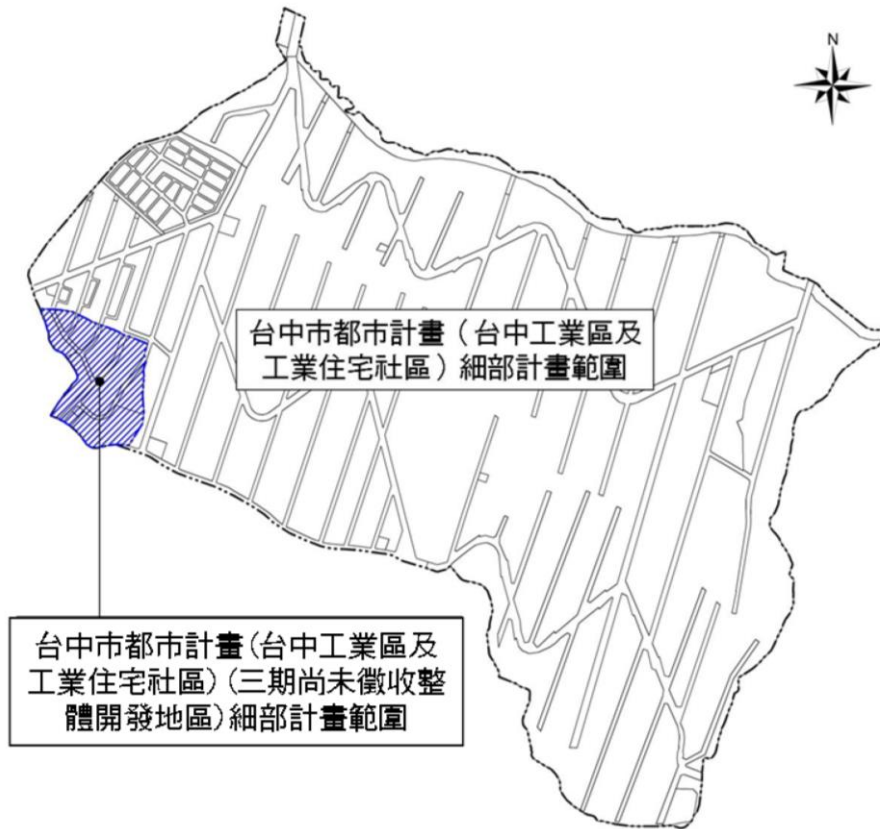 N
台中市都市計畫（台中工業區及
工業住宅社區）細部計畫範圍
台中市都市計畫(台中工業區及
工業住宅社區)(三期尚未徵收整
體開發地區)細部計畫範圍